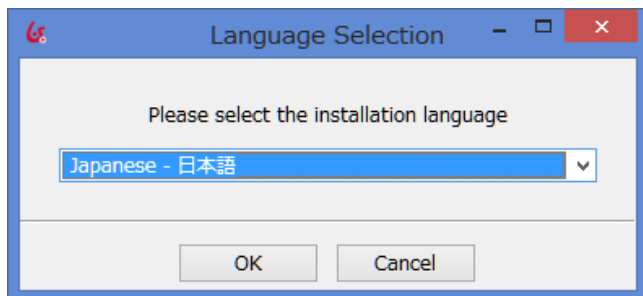 Language Selection
Please select the installation language
Japanese - 日本語
OK
Cancel